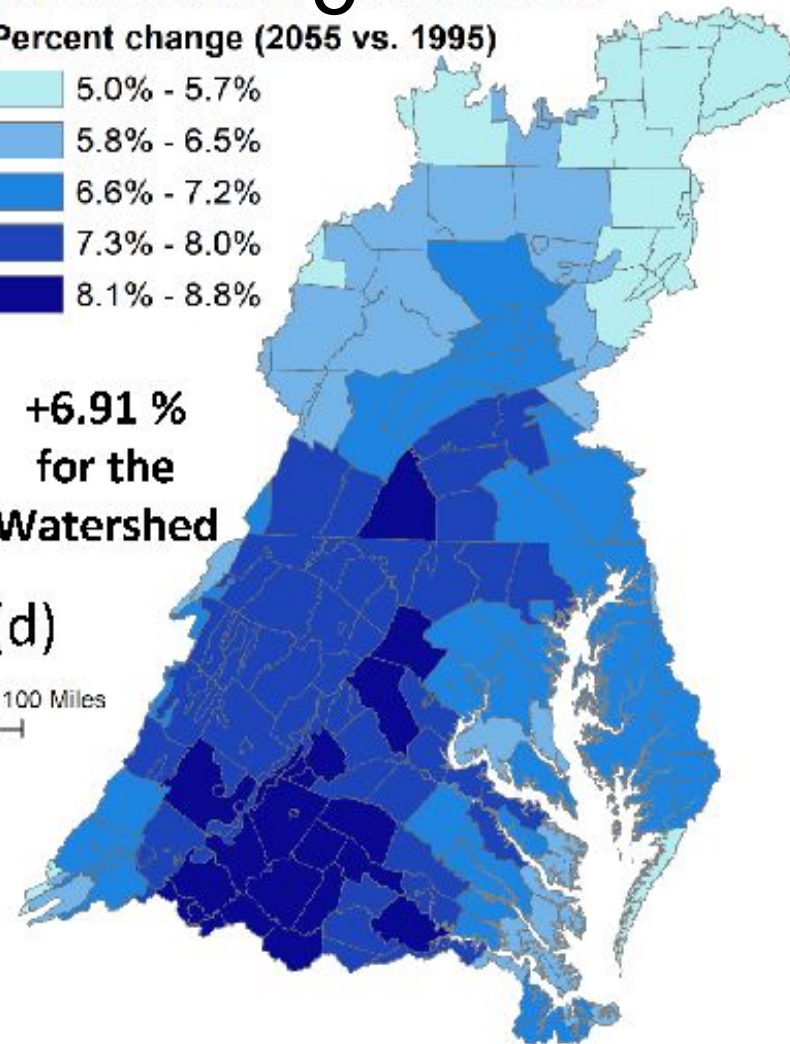 Percent change (2055 vs. 1995)
5.0% - 5.7%
5.8% - 6.5%
6.6% - 7.2%
7.3% - 8.0%
8.1% - 8.8%
+6.91 %
for the
Watershed
(d)
100 Miles